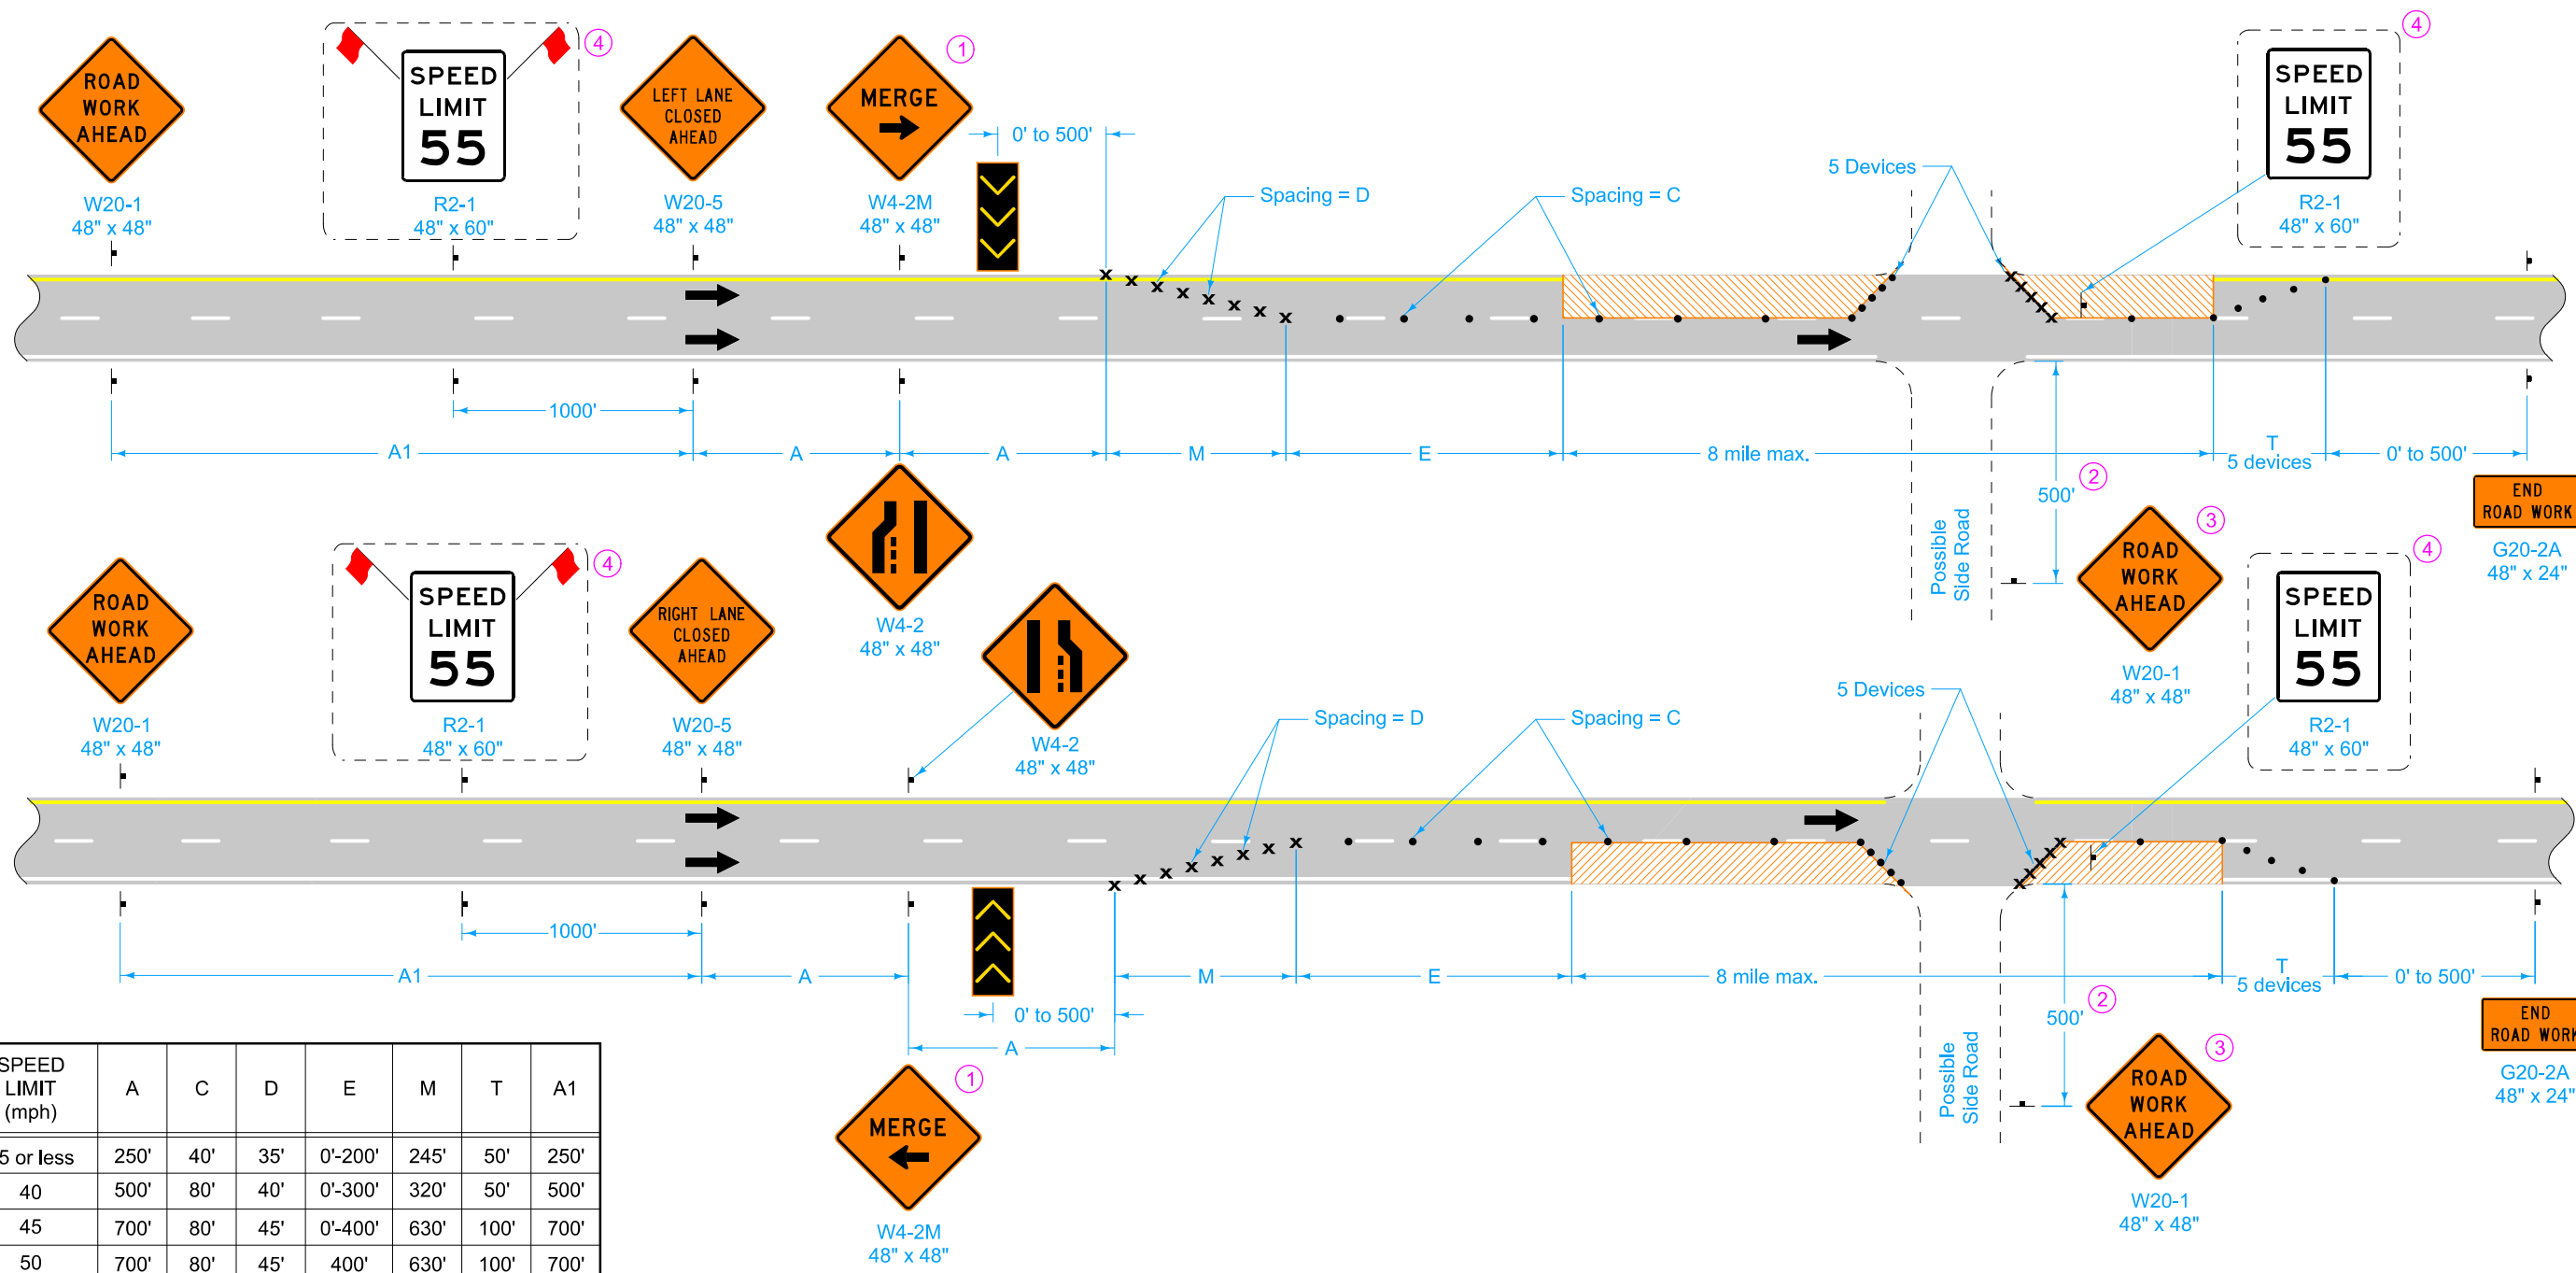 ROAD
WORK
AHEAD
W20-1
48" x 48"
SPEED
LIMIT
55
4
R2-1
48" x 60"
LEFT LANE
CLOSED
AHEAD
W20-5
48" x 48"
MERGE
1
W4-2M
48" x 48"
0' to 500'
Spacing = D
Spacing = C
5 Devices
SPEED
LIMIT
55
4
R2-1
48" x 60"
1000'
A1
A
A
M
E
8 mile max.
T
5 devices
0' to 500'
500'
2
Possible
Side Road
W4-2
48" x 48"
ROAD
WORK
AHEAD
3
W20-1
48" x 48"
END
ROAD WORK
G20-2A
48" x 24"
ROAD
WORK
AHEAD
W20-1
48" x 48"
SPEED
LIMIT
55
4
R2-1
48" x 60"
RIGHT LANE
CLOSED
AHEAD
W20-5
48" x 48"
W4-2
48" x 48"
Spacing = D
Spacing = C
5 Devices
SPEED
LIMIT
55
4
R2-1
48" x 60"
1000'
A1
A
M
E
8 mile max.
T
5 devices
0' to 500'
0' to 500'
A
500'
2
Possible
Side Road
MERGE
1
W4-2M
48" x 48"
ROAD
WORK
AHEAD
3
W20-1
48" x 48"
END
ROAD WORK
G20-2A
48" x 24"
SPEED LIMIT (mph) A C D E M T A1
5 or less 250' 40' 35' 0'-200' 245' 50' 250'
40 500' 80' 40' 0'-300' 320' 50' 500'
45 700' 80' 45' 0'-400' 630' 100' 700'
50 700' 80' 45' 400' 630' 100' 700'